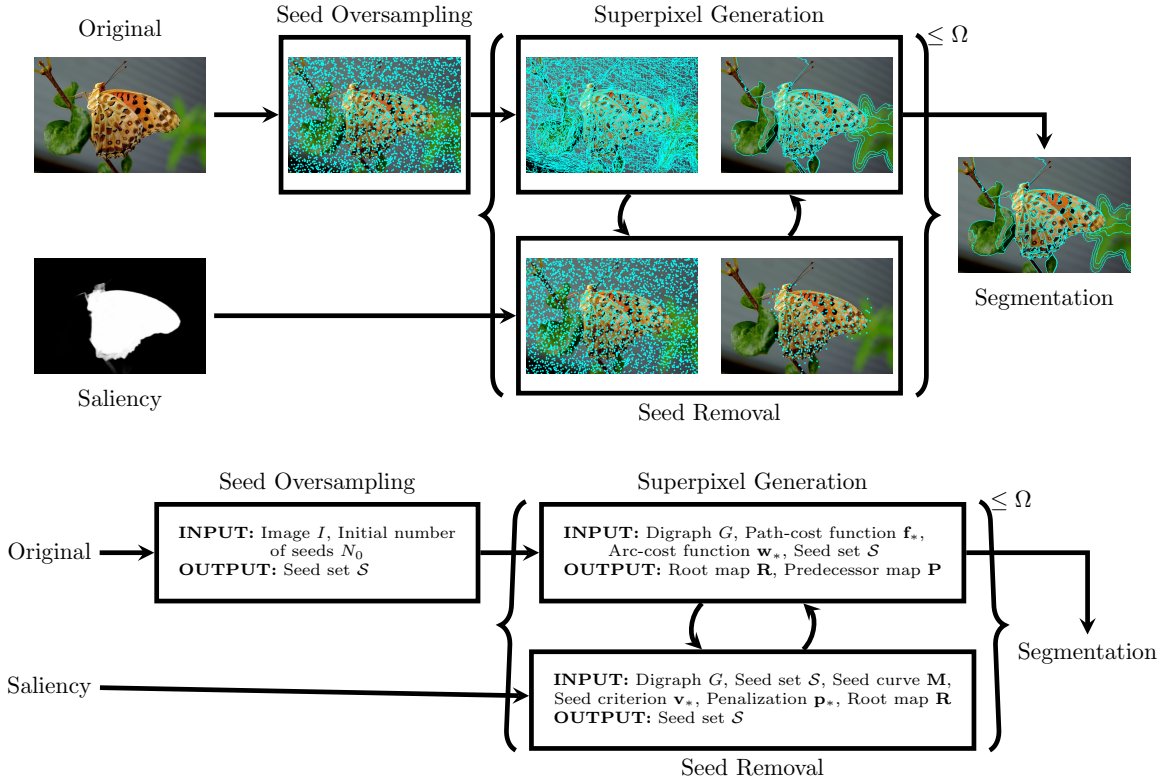 Original
Seed Oversampling
Superpixel Generation
≤ Ω
Segmentation
Saliency
Seed Removal
Seed Oversampling
Superpixel Generation
≤ Ω
Original
INPUT: Image I, Initial number
of seeds N₀
OUTPUT: Seed set 𝒮
INPUT: Digraph G, Path-cost function f∗,
Arc-cost function w∗, Seed set 𝒮
OUTPUT: Root map R, Predecessor map P
Segmentation
Saliency
INPUT: Digraph G, Seed set 𝒮, Seed curve M,
Seed criterion v∗, Penalization p∗, Root map R
OUTPUT: Seed set 𝒮
Seed Removal